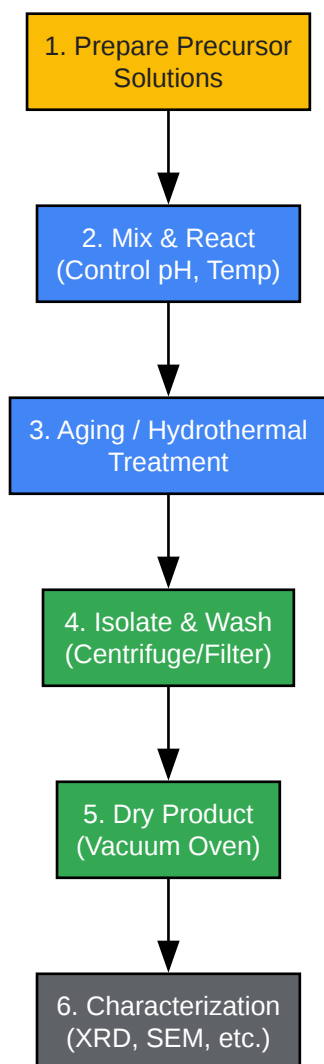 1. Prepare Precursor
Solutions
2. Mix & React
(Control pH, Temp)
3. Aging / Hydrothermal
Treatment
4. Isolate & Wash
(Centrifuge/Filter)
5. Dry Product
(Vacuum Oven)
6. Characterization
(XRD, SEM, etc.)